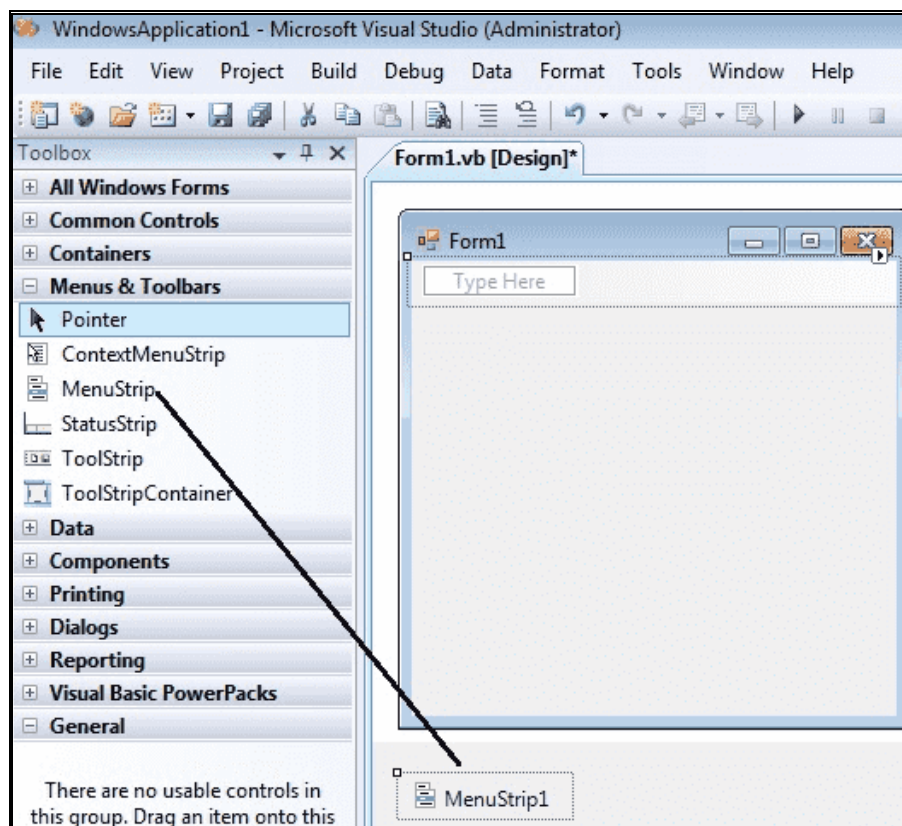 WindowsApplication1 - Microsoft Visual Studio (Administrator)
File Edit View Project Build Debug Data Format Tools Window Help
Toolbox
All Windows Forms
Common Controls
Containers
Menus & Toolbars
Pointer
ContextMenuStrip
MenuStrip
StatusStrip
ToolStrip
ToolStripContainer
Data
Components
Printing
Dialogs
Reporting
Visual Basic PowerPacks
General
There are no usable controls in
this group. Drag an item onto this
Form1.vb [Design]*
Form1
Type Here
MenuStrip1